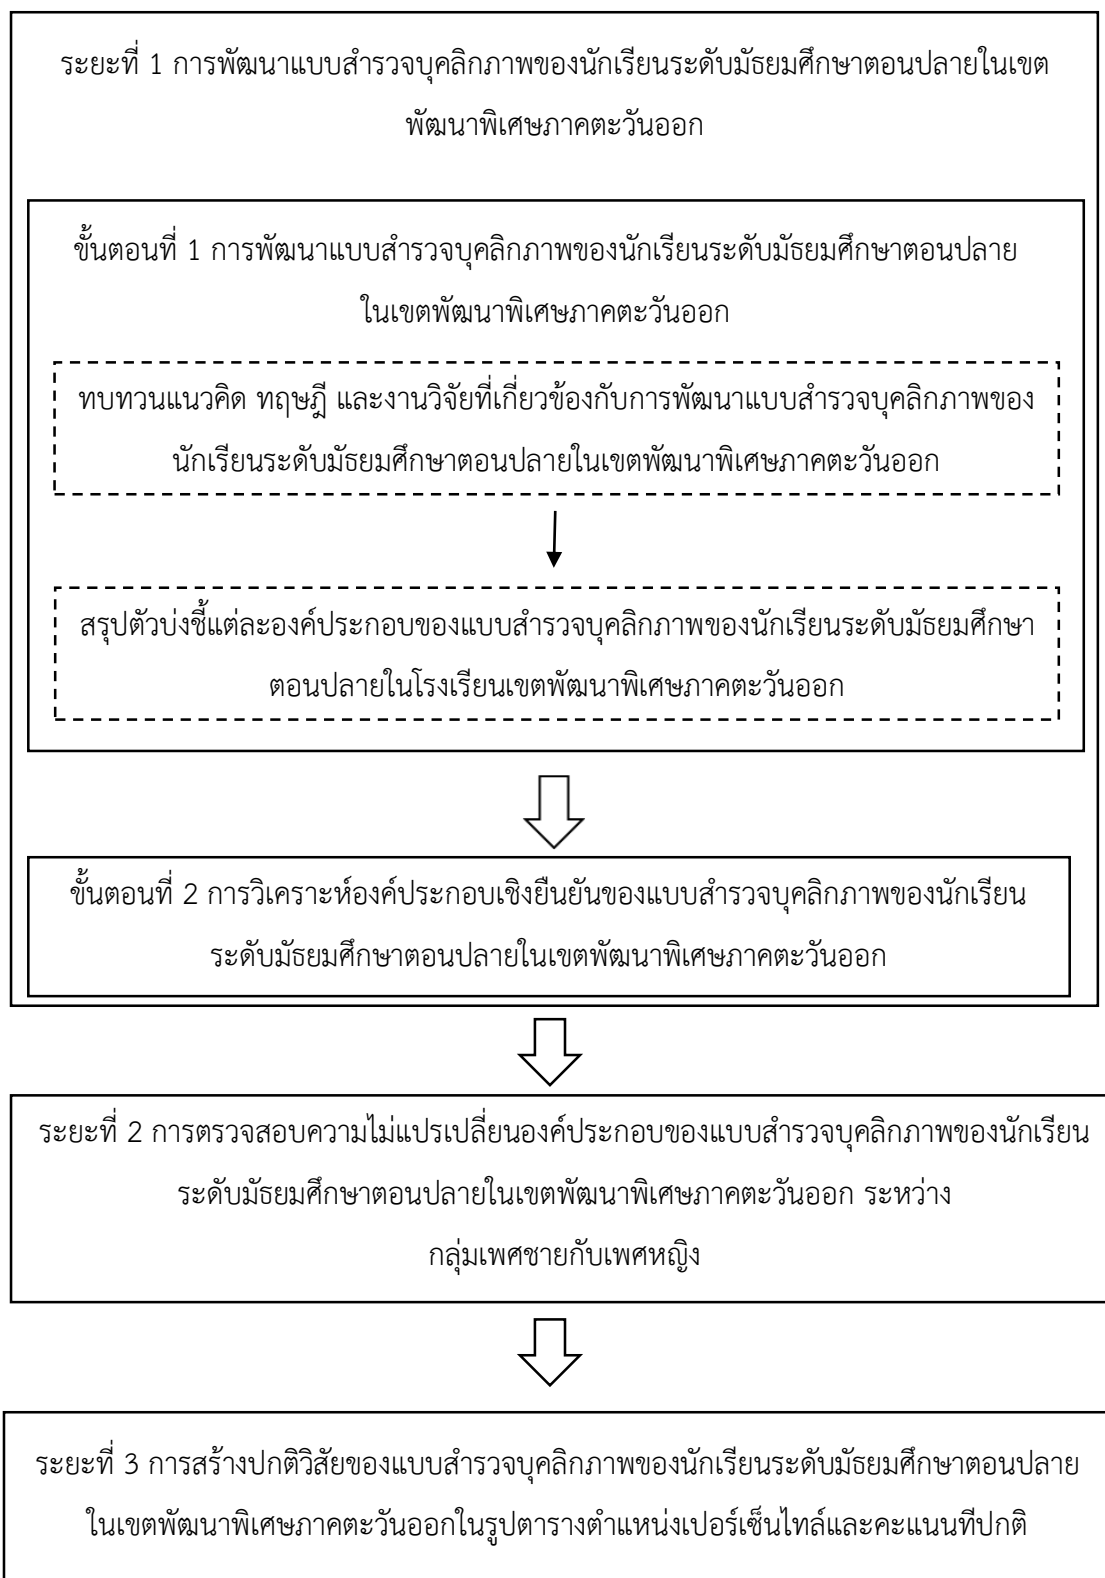 ระยะที่ 1 การพัฒนาแบบสำรวจบุคลิกภาพของนักเรียนระดับมัธยมศึกษาตอนปลายในเขต
พัฒนาพิเศษภาคตะวันออก
ขั้นตอนที่ 1 การพัฒนาแบบสำรวจบุคลิกภาพของนักเรียนระดับมัธยมศึกษาตอนปลาย
ในเขตพัฒนาพิเศษภาคตะวันออก
ทบทวนแนวคิด ทฤษฎี และงานวิจัยที่เกี่ยวข้องกับการพัฒนาแบบสำรวจบุคลิกภาพของ
นักเรียนระดับมัธยมศึกษาตอนปลายในเขตพัฒนาพิเศษภาคตะวันออก
สรุปตัวบ่งชี้แต่ละองค์ประกอบของแบบสำรวจบุคลิกภาพของนักเรียนระดับมัธยมศึกษา
ตอนปลายในโรงเรียนเขตพัฒนาพิเศษภาคตะวันออก
ขั้นตอนที่ 2 การวิเคราะห์องค์ประกอบเชิงยืนยันของแบบสำรวจบุคลิกภาพของนักเรียน
ระดับมัธยมศึกษาตอนปลายในเขตพัฒนาพิเศษภาคตะวันออก
ระยะที่ 2 การตรวจสอบความไม่แปรเปลี่ยนองค์ประกอบของแบบสำรวจบุคลิกภาพของนักเรียน
ระดับมัธยมศึกษาตอนปลายในเขตพัฒนาพิเศษภาคตะวันออก ระหว่าง
กลุ่มเพศชายกับเพศหญิง
ระยะที่ 3 การสร้างปกติวิสัยของแบบสำรวจบุคลิกภาพของนักเรียนระดับมัธยมศึกษาตอนปลาย
ในเขตพัฒนาพิเศษภาคตะวันออกในรูปตารางตำแหน่งเปอร์เซ็นไทล์และคะแนนทีปกติ